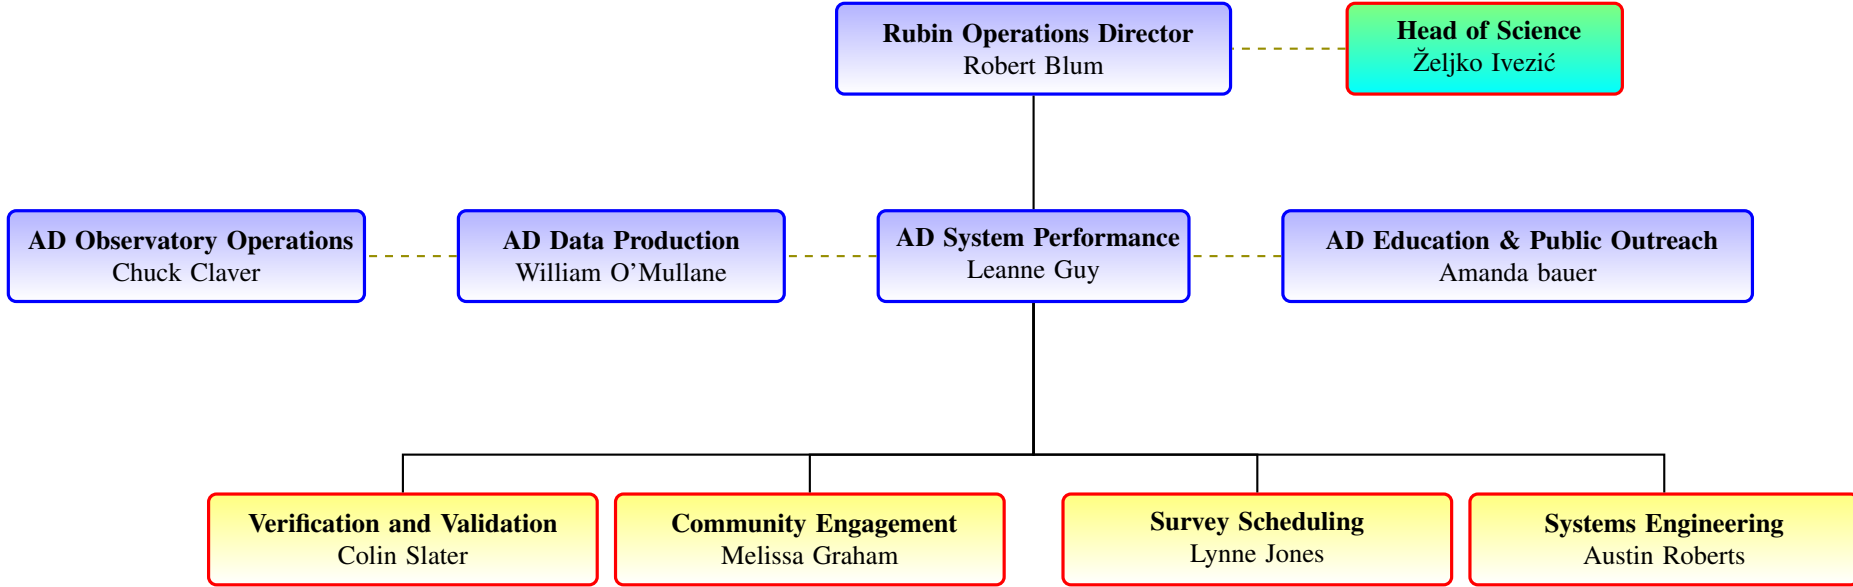 Rubin Operations Director
Robert Blum
Head of Science
Željko Ivezić
AD Observatory Operations
Chuck Claver
AD Data Production
William O’Mullane
AD System Performance
Leanne Guy
AD Education & Public Outreach
Amanda bauer
Verification and Validation
Colin Slater
Community Engagement
Melissa Graham
Survey Scheduling
Lynne Jones
Systems Engineering
Austin Roberts